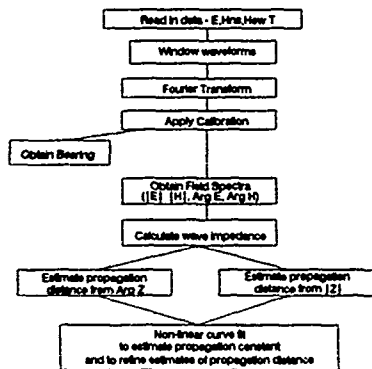 Read in data - E,Hns,Hew T
Window waveforms
Fourier Transform
Apply Calibration
Obtain Bearing
Obtain Field Spectra
(|E| |H|, Arg E, Arg H)
Calculate wave impedance
Estimate propagation
distance from Arg Z
Estimate propagation
distance from |Z|
Non-linear curve fit
to estimate propagation constant
and to refine estimates of propagation distance